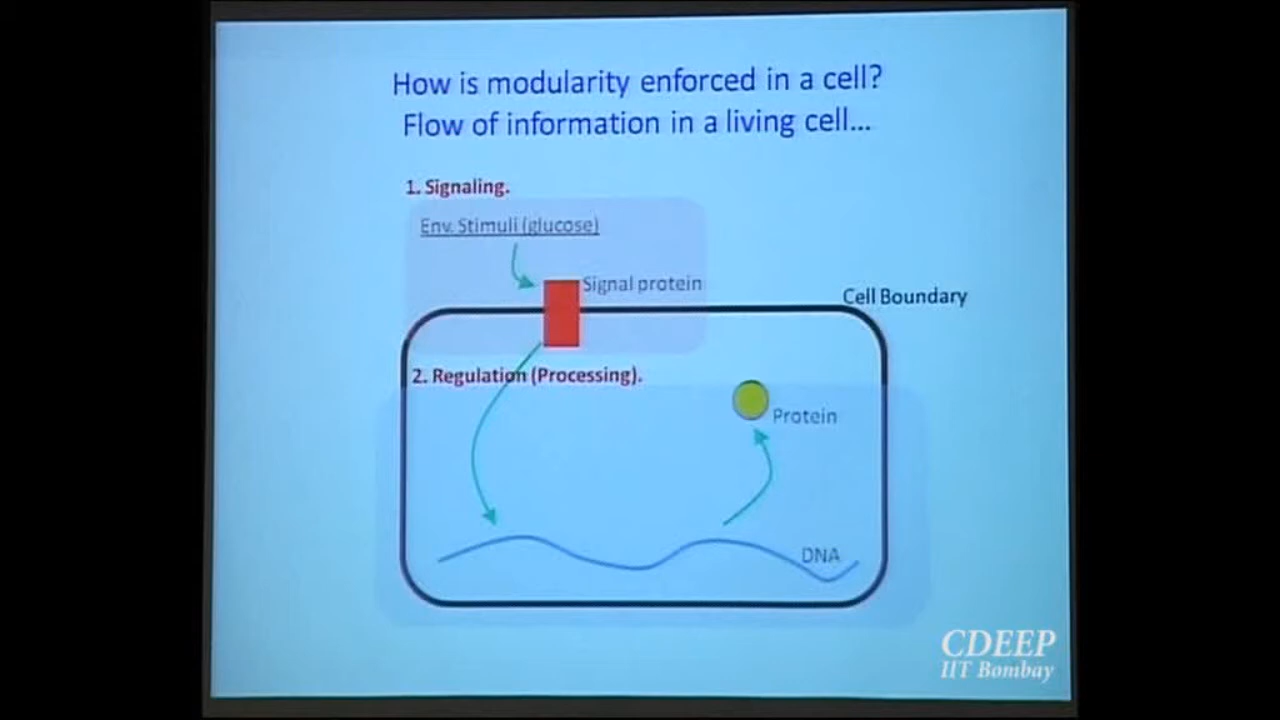 How is modularity enforced in a cell?
Flow of information in a living cell...
1. Signaling.
Env. Stimuli (glucose)
Signal protein
Cell Boundary
2. Regulation (Processing).
Protein
DNA
CDEEP
IIT Bombay